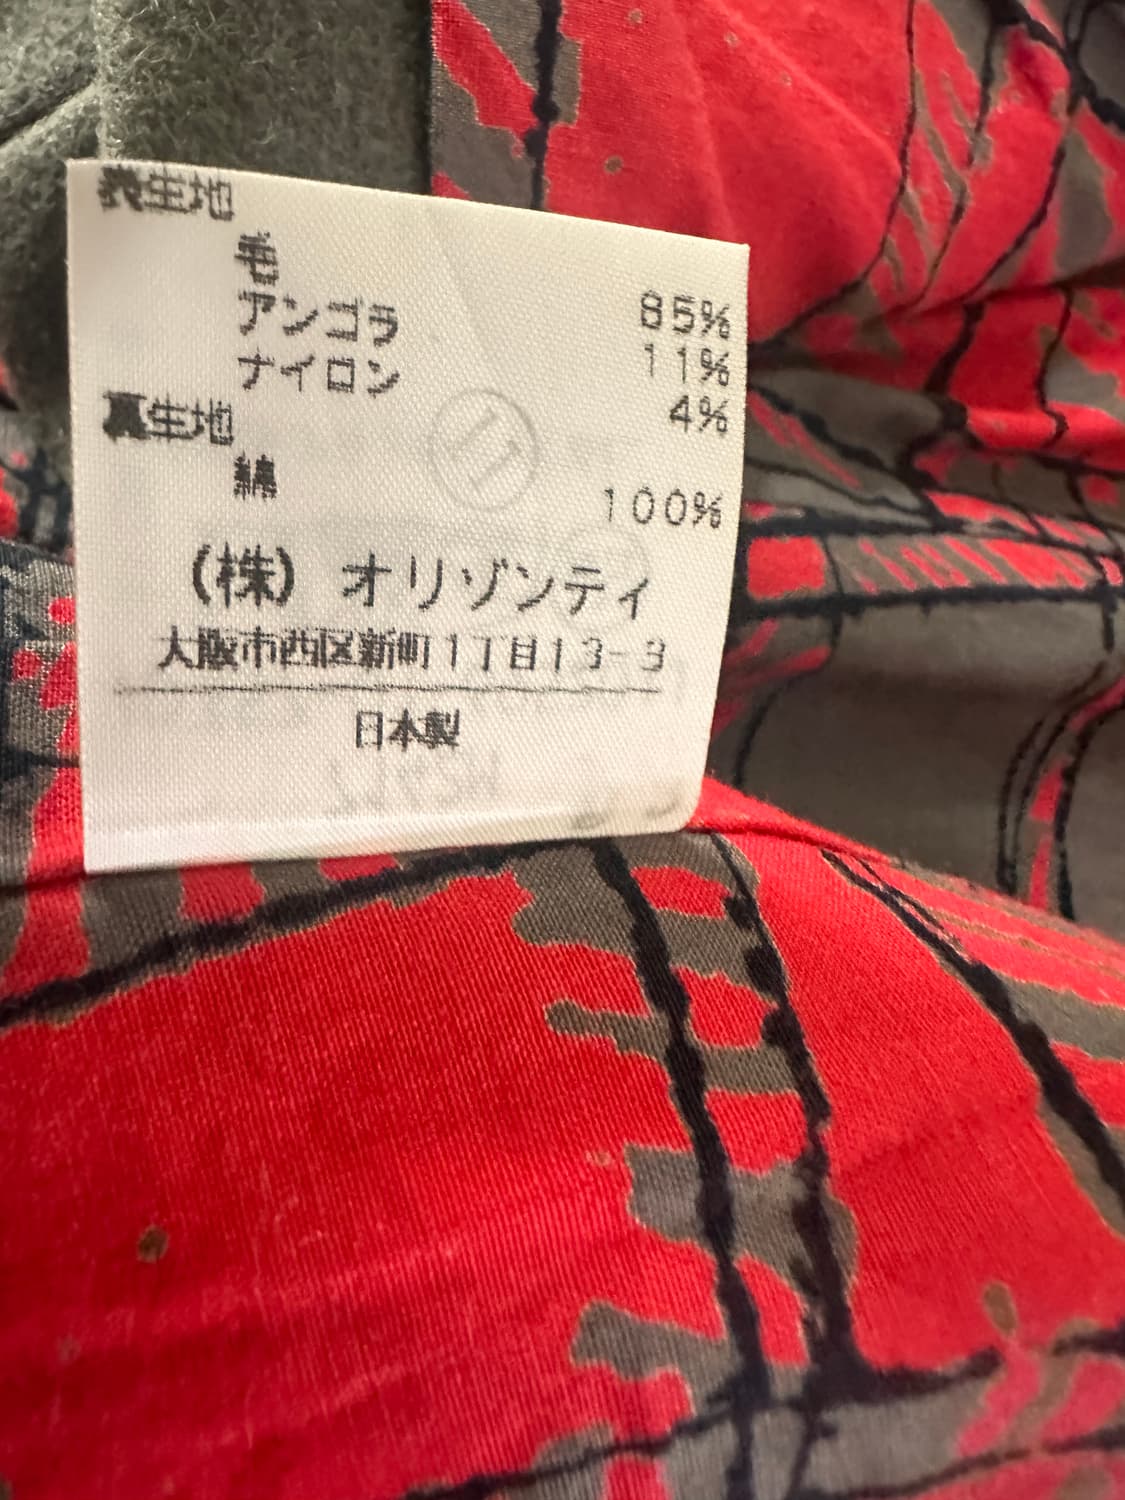 表生地
毛 85%
アンゴラ 11%
ナイロン 4%
裏生地
綿 100%
(株) オリゾンティ
大阪市西区新町1丁目13-3
日本製